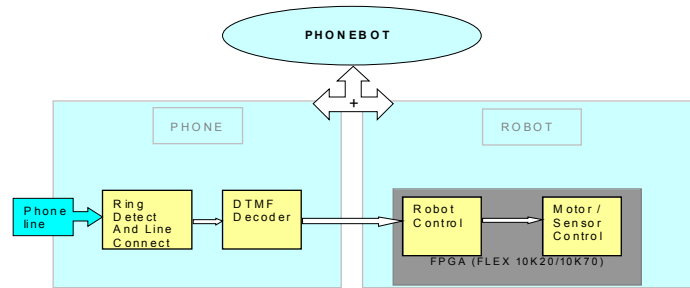 PHONEBOT
+
PHONE
ROBOT
Phone
line
Ring
Detect
And Line
Connect
DTMF
Decoder
Robot
Control
Motor /
Sensor
Control
FPGA (FLEX 10K20/10K70)